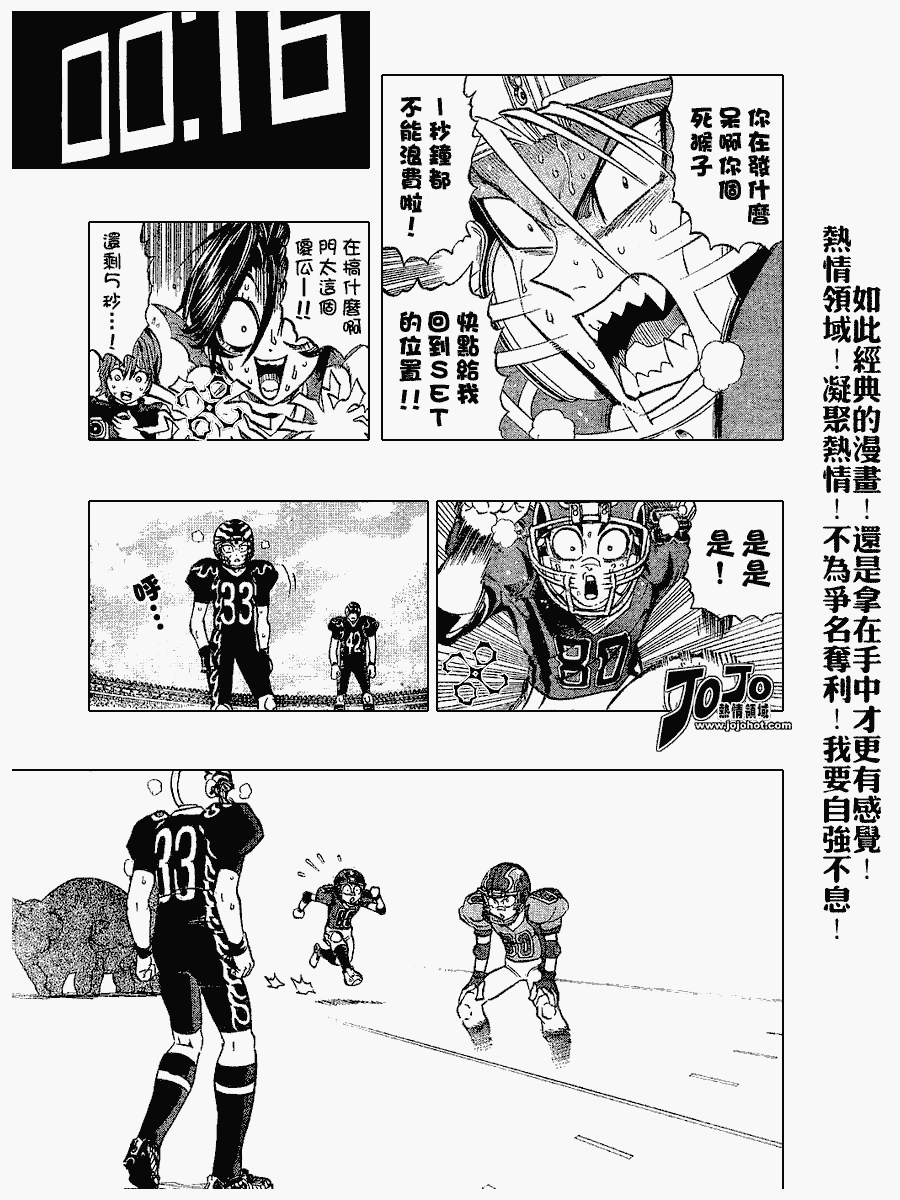 00:16
你在發什麼
呆啊你個
死猴子
一秒鐘都
不能浪費啦！
快點給我
回到SET
的位置！！
在搞什麼啊
門太這個
傻瓜—！！
還剩5秒…！
是是
是！
80
呼…
33
42
JOJO
熱情領域
www.jojohot.com
33
80
80
如此經典的漫畫！還是拿在手中才更有感覺！
熱情領域！凝聚熱情！不為爭名奪利！我要自強不息！